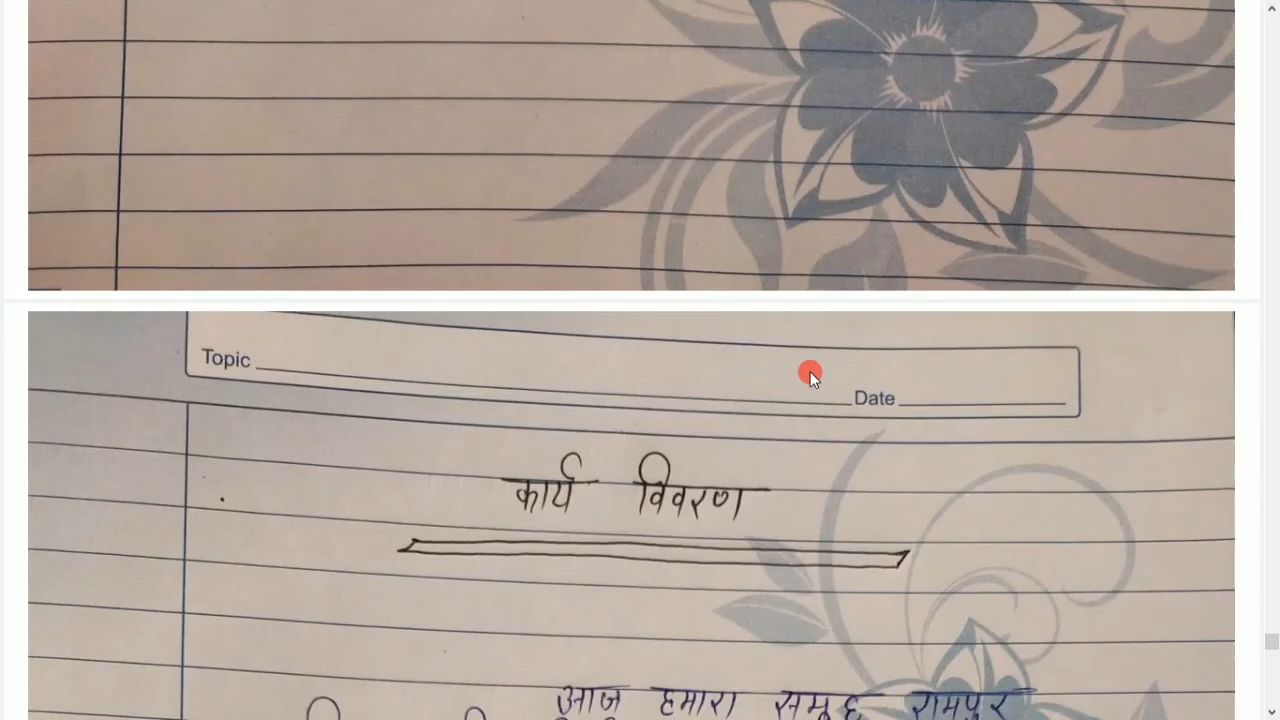 Topic
Date
कार्य विवरण
आज हमारा समूह रामपुर